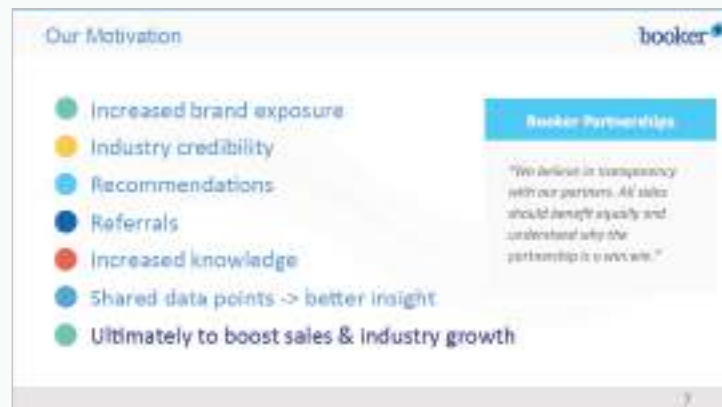 Our Motivation
booker
Increased brand exposure
Industry credibility
Recommendations
Referrals
Increased knowledge
Shared data points -> better insight
Ultimately to boost sales & industry growth
Booker Partnerships
"We believe in transparency
with our partners. All sides
should benefit equally and
understand why the
partnership is a win win."
7